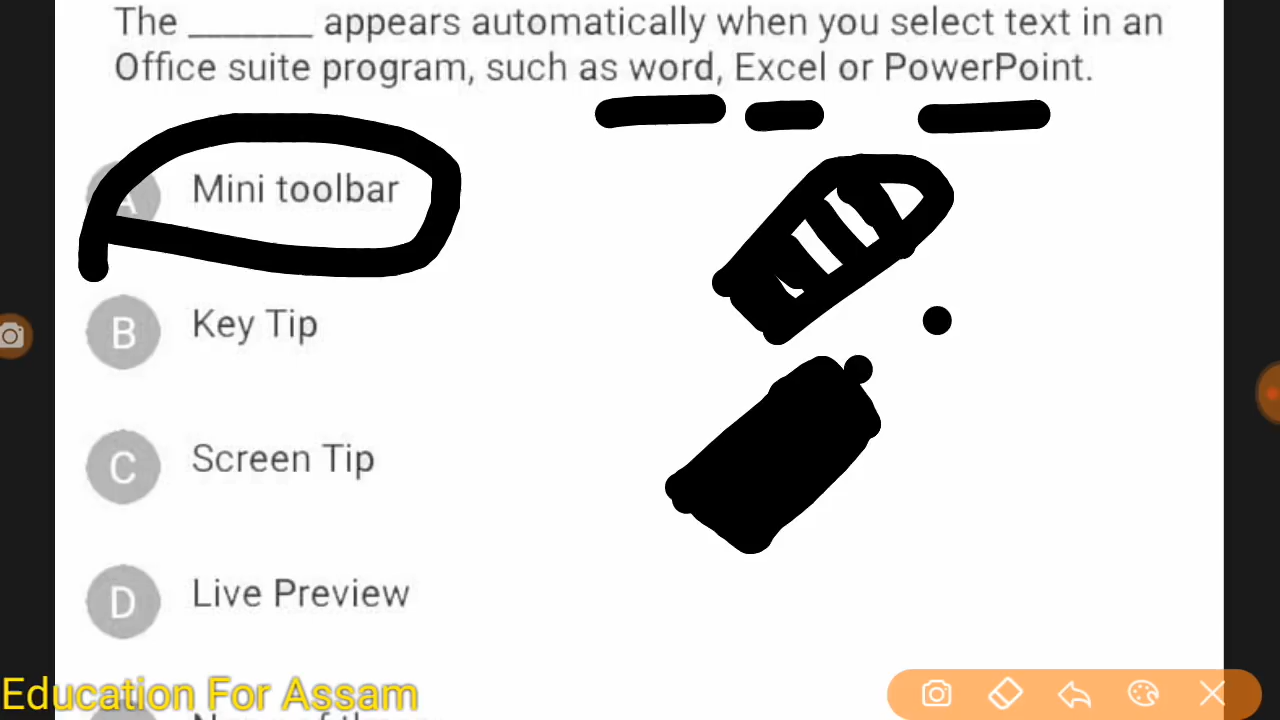 The _______ appears automatically when you select text in an
Office suite program, such as word, Excel or PowerPoint.
A Mini toolbar
B Key Tip
C Screen Tip
D Live Preview
Education For Assam